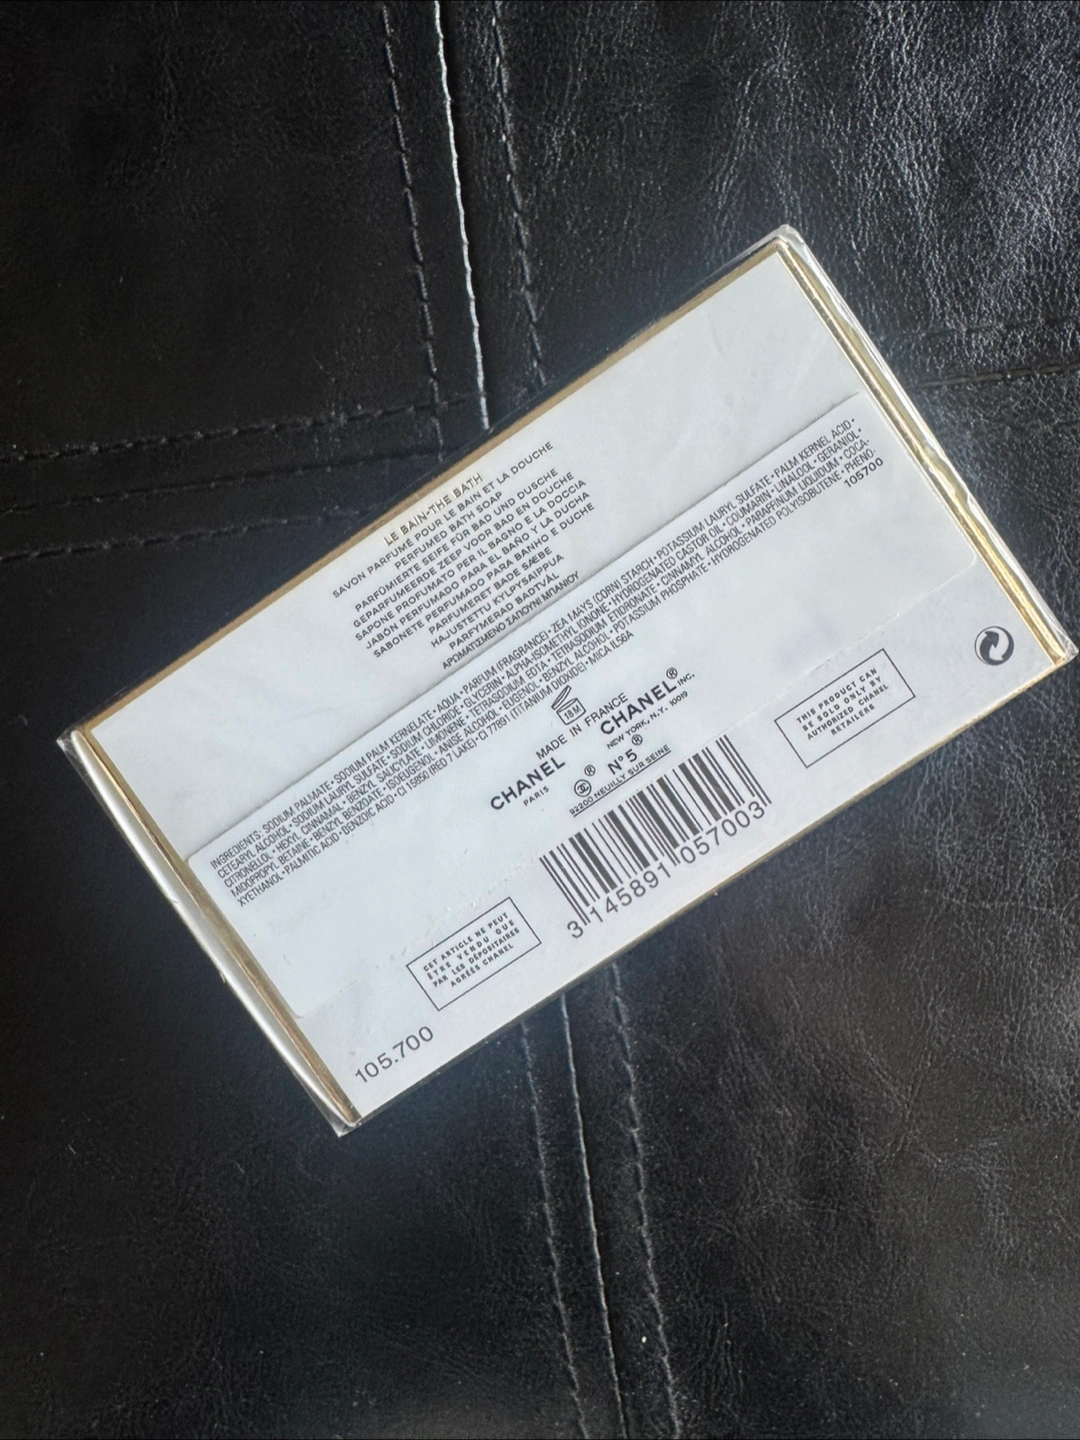 LE BAIN-THE BATH
SAVON PARFUMÉ POUR LE BAIN ET LA DOUCHE
PERFUMED BATH SOAP
PARFÜMIERTE SEIFE FÜR BAD UND DUSCHE
GEPARFUMEERDE ZEEP VOOR BAD EN DOUCHE
SAPONE PROFUMATO PER IL BAGNO E LA DOCCIA
JABÓN PERFUMADO PARA EL BAÑO Y LA DUCHA
SABONETE PERFUMADO PARA BANHO E DUCHE
PARFUMERET BADE SÆBE
HAJUSTETTU KYLPYSAIPPUA
PARFYMERAD BADTVÅL
ΑΡΩΜΑΤΙΣΜΕΝΟ ΣΑΠΟΥΝΙ ΜΠΑΝΙΟΥ
INGREDIENTS: SODIUM PALMATE • SODIUM PALM KERNELATE • AQUA • PARFUM (FRAGRANCE) • ZEA MAYS (CORN) STARCH • POTASSIUM LAURYL SULFATE • PALM KERNEL ACID •
CETEARYL ALCOHOL • SODIUM LAURYL SULFATE • SODIUM CHLORIDE • GLYCERIN • ALPHA-ISOMETHYL IONONE • HYDROGENATED CASTOR OIL • COUMARIN • LINALOOL • GERANIOL •
CITRONELLOL • HEXYL CINNAMAL • BENZYL SALICYLATE • LIMONENE • TETRASODIUM EDTA • TETRASODIUM ETIDRONATE • CINNAMYL ALCOHOL • PARAFFINUM LIQUIDUM • COCA-
MIDOPROPYL BETAINE • BENZYL BENZOATE • ISOEUGENOL • ANISE ALCOHOL • EUGENOL • BENZYL ALCOHOL • POTASSIUM PHOSPHATE • HYDROGENATED POLYISOBUTENE • PHENO-
XYETHANOL • PALMITIC ACID • BENZOIC ACID • CI 15850 (RED 7 LAKE) • CI 77891 (TITANIUM DIOXIDE) • MICA IL56A
105700
18M
MADE IN FRANCE
CHANEL CHANEL® INC.
PARIS ® NEW YORK, N.Y. 10019
N°5®
92200 NEUILLY SUR SEINE
3 145891 057003
CET ARTICLE NE PEUT
ÊTRE VENDU QUE
PAR LES DÉPOSITAIRES
AGRÉÉS CHANEL
THIS PRODUCT CAN
BE SOLD ONLY BY
AUTHORIZED CHANEL
RETAILERS
105.700